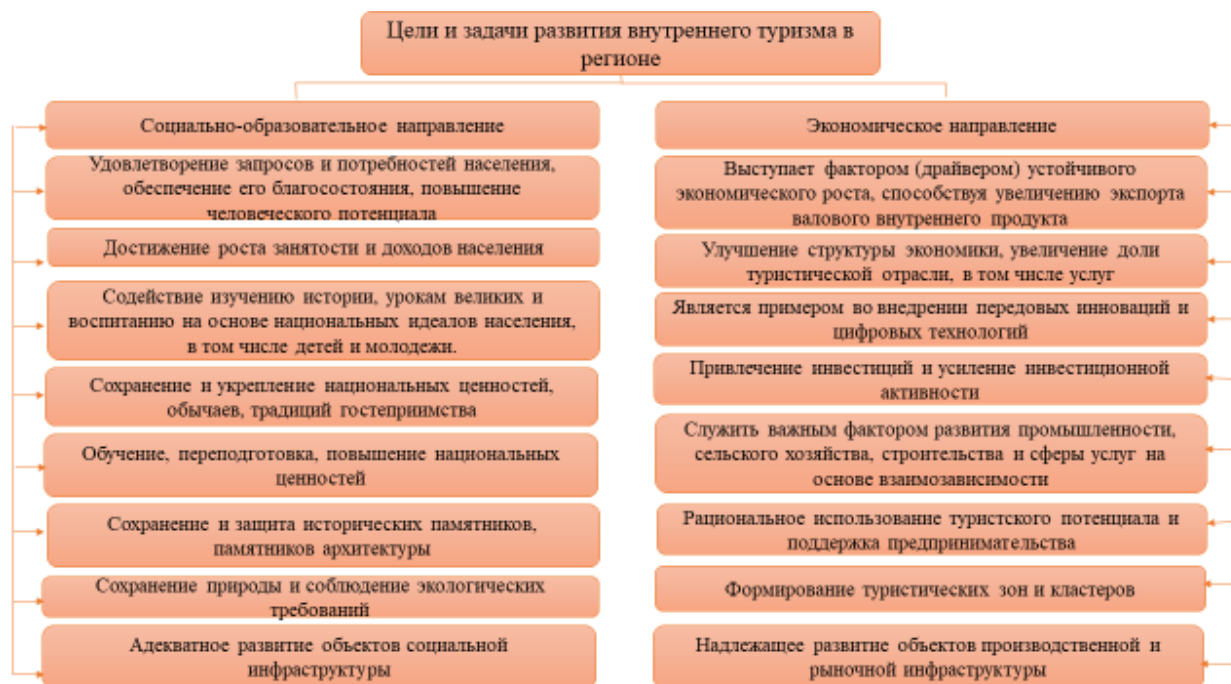 Цели и задачи развития внутреннего туризма в
регионе
Социально-образовательное направление
Удовлетворение запросов и потребностей населения,
обеспечение его благосостояния, повышение
человеческого потенциала
Достижение роста занятости и доходов населения
Содействие изучению истории, урокам великих и
воспитанию на основе национальных идеалов населения,
в том числе детей и молодежи.
Сохранение и укрепление национальных ценностей,
обычаев, традиций гостеприимства
Обучение, переподготовка, повышение национальных
ценностей
Сохранение и защита исторических памятников,
памятников архитектуры
Сохранение природы и соблюдение экологических
требований
Адекватное развитие объектов социальной
инфраструктуры
Экономическое направление
Выступает фактором (драйвером) устойчивого
экономического роста, способствуя увеличению экспорта
валового внутреннего продукта
Улучшение структуры экономики, увеличение доли
туристической отрасли, в том числе услуг
Является примером во внедрении передовых инноваций и
цифровых технологий
Привлечение инвестиций и усиление инвестиционной
активности
Служить важным фактором развития промышленности,
сельского хозяйства, строительства и сферы услуг на
основе взаимозависимости
Рациональное использование туристского потенциала и
поддержка предпринимательства
Формирование туристических зон и кластеров
Надлежащее развитие объектов производственной и
рыночной инфраструктуры